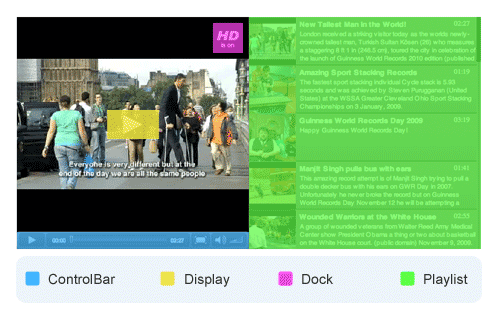 HD
is on
Everyone is very different but at the
end of the day we are all the same people
00:00
02:27
New Tallest Man in the World!
02:27
London received a striking visitor today as the worlds newly-
crowned tallest man, Turkish Sultan Kösen (26) who measures
a staggering 8 ft 1 in (246.5 cm), toured the city in celebration of
the launch of Guinness World Records 2010 edition (published
Amazing Sport Stacking Records
01:19
The fastest sport stacking individual Cycle stack is 5.93
seconds and was achieved by Steven Purugganan (USA)
at the WSSA Greater Cleveland Ohio Sport Stacking
Championships on 3 January, 2009.
Guinness World Records Day 2009
Happy Guinness World Records Day!
Manjit Singh pulls bus with ears
This amazing record attempt is of Manjit Singh trying to pull a
double decker bus with his ears on GWR Day in 2007.
Unfortunately he never broke the record but on Guinness
World Records Day November 12 he will be attempting a
Wounded Warriors at the White House
02:55
A group of wounded veterans from Walter Reed Army Medical
Center show President Obama a thing or two about basketball
on the White House court. (public domain) November 9, 2009.
ControlBar
Display
Dock
Playlist